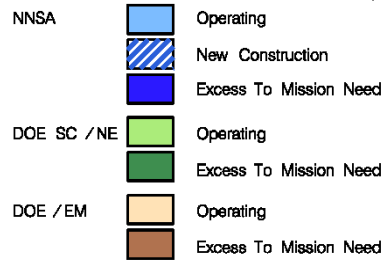 NNSA Operating
New Construction
Excess To Mission Need
DOE SC / NE Operating
Excess To Mission Need
DOE / EM Operating
Excess To Mission Need